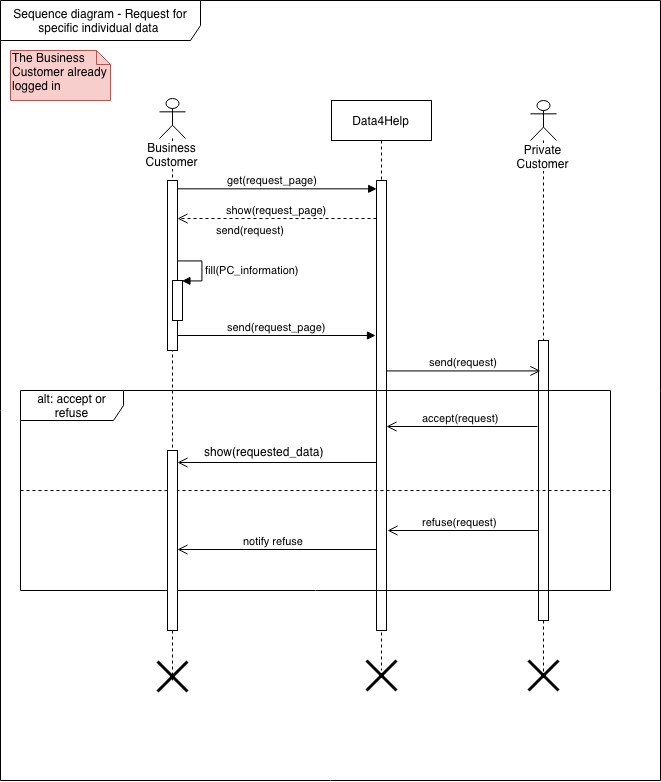 Sequence diagram - Request for
specific individual data
The Business
Customer already
logged in
Business
Customer
Data4Help
Private
Customer
get(request_page)
show(request_page)
send(request)
fill(PC_information)
send(request_page)
send(request)
alt: accept or
refuse
accept(request)
show(requested_data)
refuse(request)
notify refuse